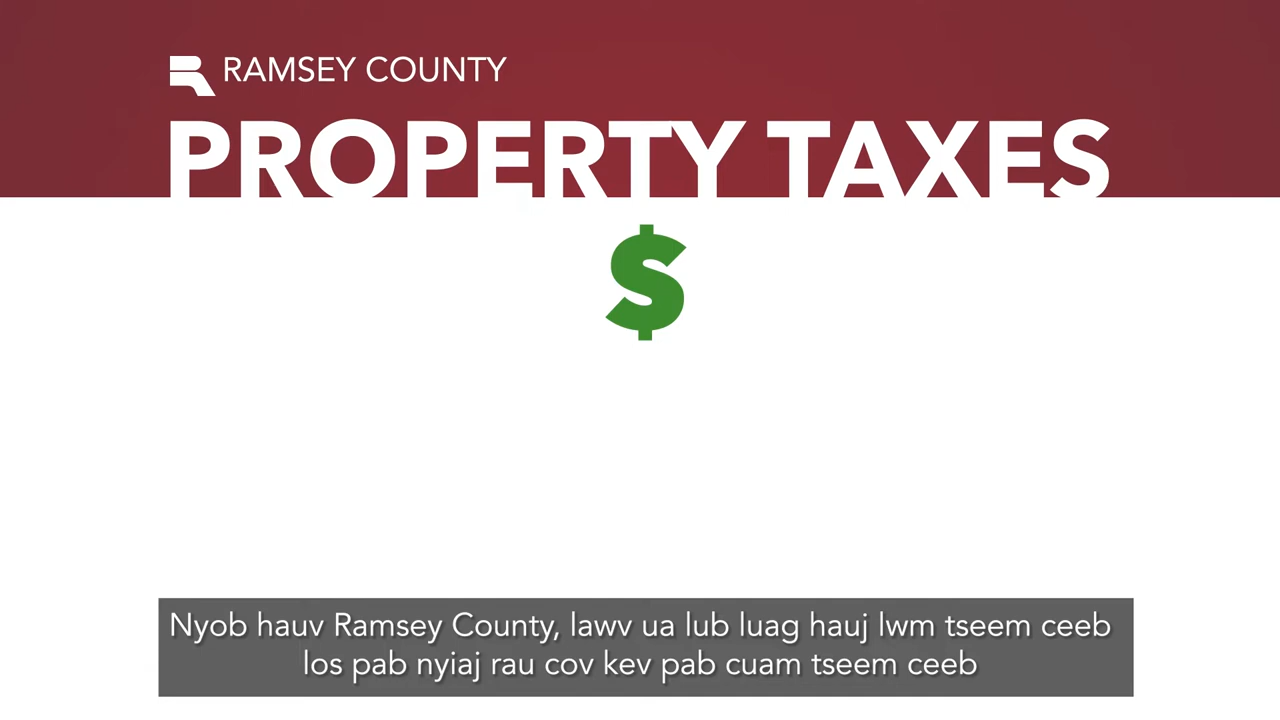 RAMSEY COUNTY
PROPERTY TAXES
$
Nyob hauv Ramsey County, lawv ua lub luag hauj lwm tseem ceeb
los pab nyiaj rau cov kev pab cuam tseem ceeb